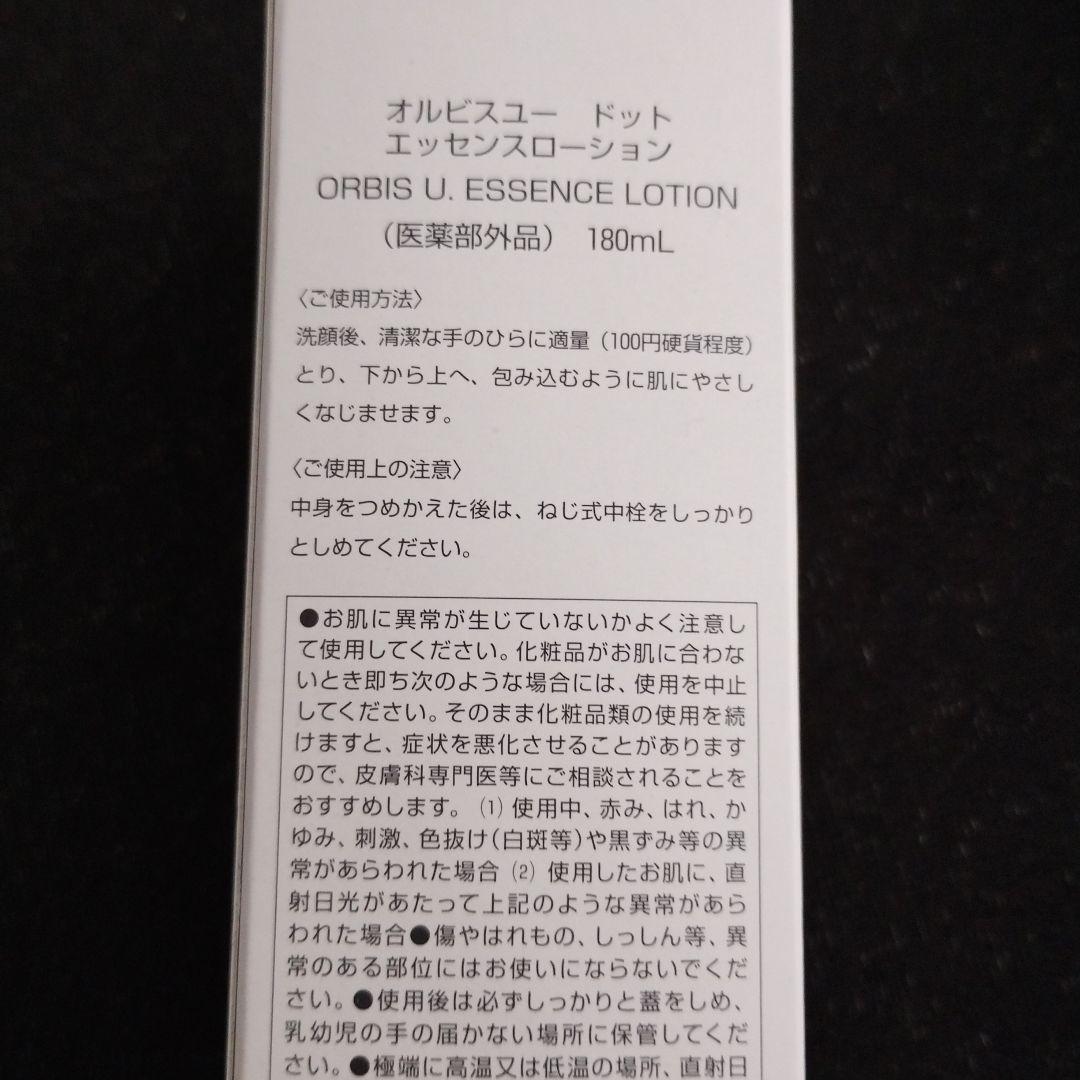 オルビスユー　ドット
エッセンスローション
ORBIS U. ESSENCE LOTION
（医薬部外品）　180mL
〈ご使用方法〉
洗顔後、清潔な手のひらに適量（100円硬貨程度）
とり、下から上へ、包み込むように肌にやさし
くなじませます。
〈ご使用上の注意〉
中身をつめかえた後は、ねじ式中栓をしっかり
としめてください。
●お肌に異常が生じていないかよく注意し
て使用してください。化粧品がお肌に合わな
いとき即ち次のような場合には、使用を中止
してください。そのまま化粧品類の使用を続
けますと、症状を悪化させることがあります
ので、皮膚科専門医等にご相談されることを
おすすめします。(1)使用中、赤み、はれ、か
ゆみ、刺激、色抜け(白斑等)や黒ずみ等の異
常があらわれた場合(2)使用したお肌に、直
射日光があたって上記のような異常があら
われた場合●傷やはれもの、しっしん等、異
常のある部位にはお使いにならないでくだ
さい。●使用後は必ずしっかりと蓋をしめ、
乳幼児の手の届かない場所に保管してくだ
さい。●極端に高温又は低温の場所、直射日